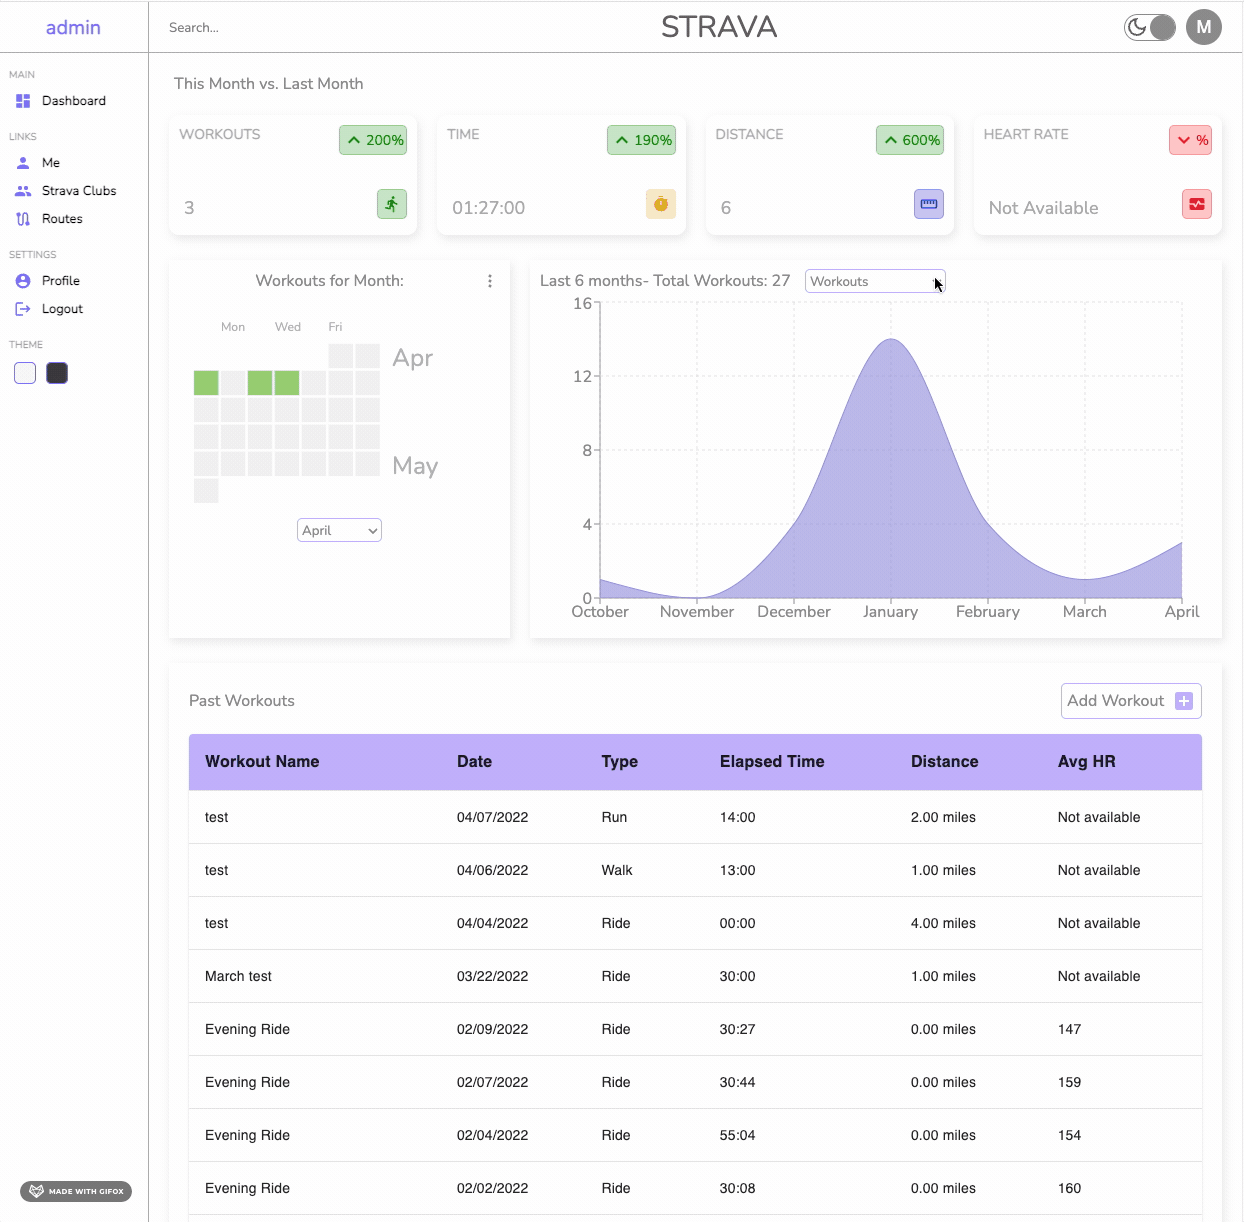 admin
Search...
STRAVA
M
MAIN
Dashboard
LINKS
Me
Strava Clubs
Routes
SETTINGS
Profile
Logout
THEME
This Month vs. Last Month
WORKOUTS
200%
3
TIME
190%
01:27:00
DISTANCE
600%
6
HEART RATE
%
Not Available
Workouts for Month:
Mon Wed Fri
Apr
May
April
Last 6 months- Total Workouts: 27
Workouts
16
12
8
4
0
October November December January February March April
Past Workouts
Add Workout
Workout Name Date Type Elapsed Time Distance Avg HR
test 04/07/2022 Run 14:00 2.00 miles Not available
test 04/06/2022 Walk 13:00 1.00 miles Not available
test 04/04/2022 Ride 00:00 4.00 miles Not available
March test 03/22/2022 Ride 30:00 1.00 miles Not available
Evening Ride 02/09/2022 Ride 30:27 0.00 miles 147
Evening Ride 02/07/2022 Ride 30:44 0.00 miles 159
Evening Ride 02/04/2022 Ride 55:04 0.00 miles 154
Evening Ride 02/02/2022 Ride 30:08 0.00 miles 160
MADE WITH GIFOX